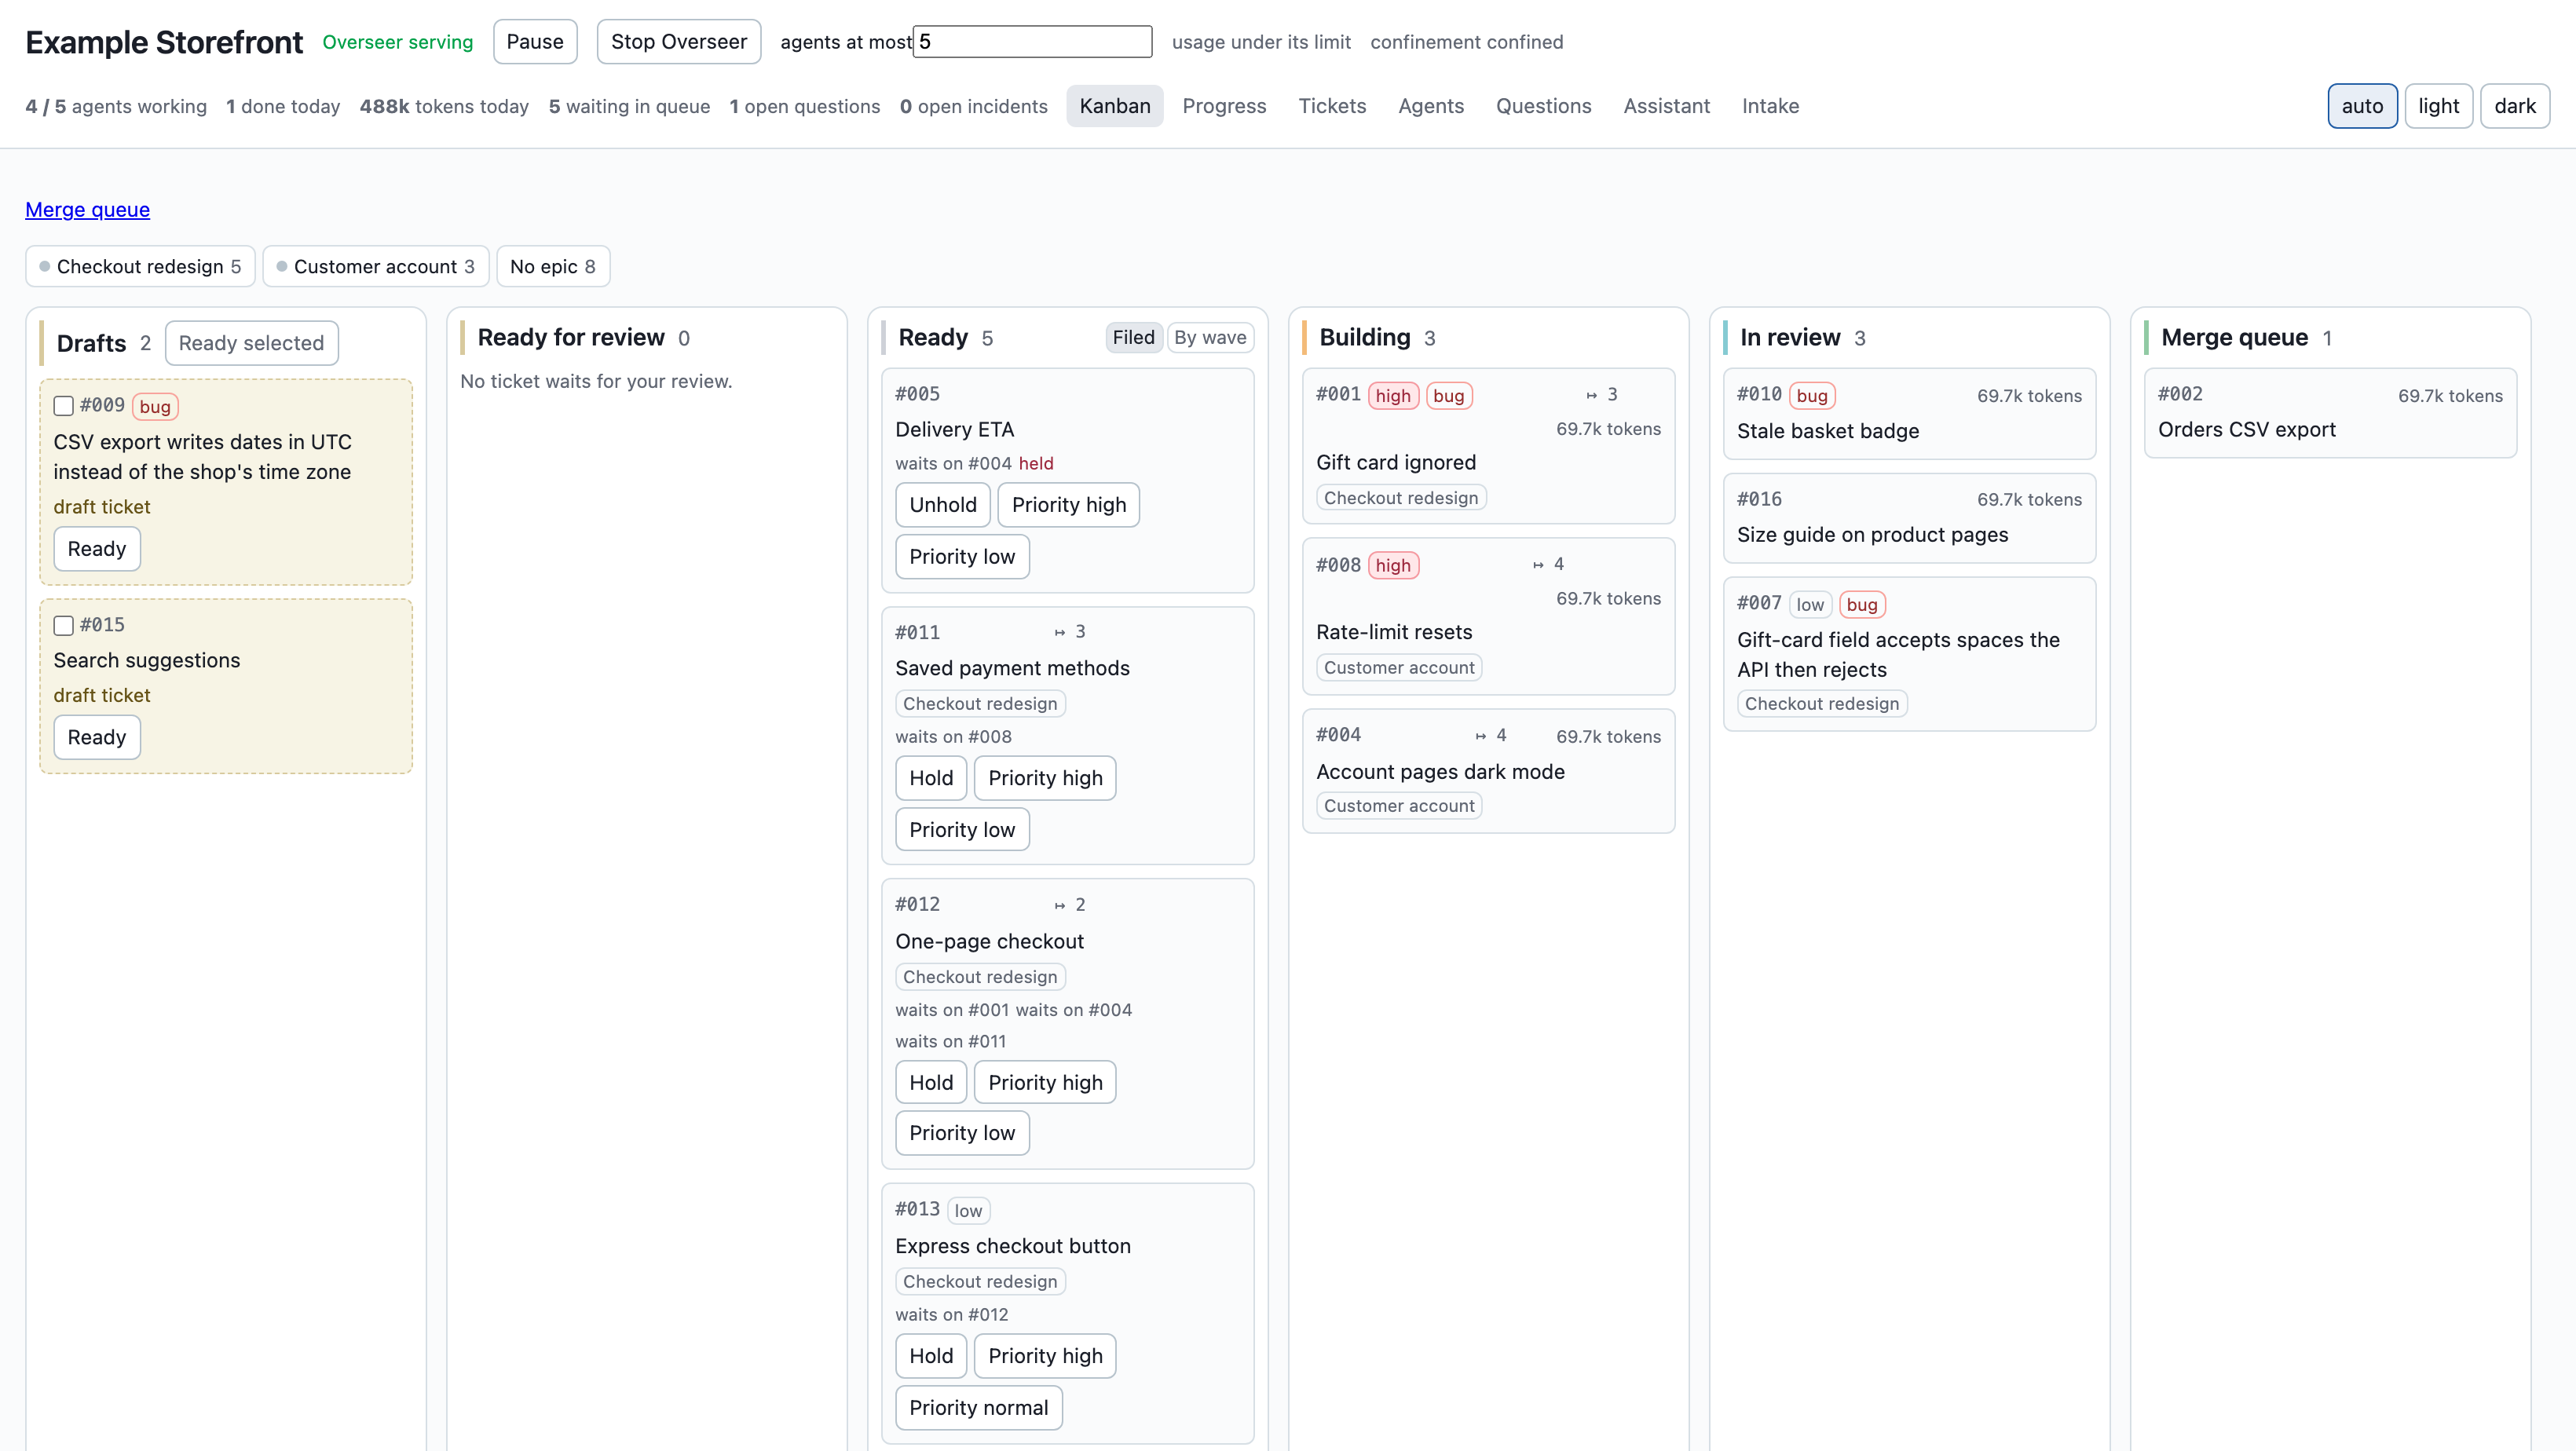 Example Storefront Overseer serving Pause Stop Overseer agents at most 5 usage under its limit confinement confined
4 / 5 agents working 1 done today 488k tokens today 5 waiting in queue 1 open questions 0 open incidents Kanban Progress Tickets Agents Questions Assistant Intake auto light dark
Merge queue
Checkout redesign 5 Customer account 3 No epic 8
Drafts 2 Ready selected
#009 bug
CSV export writes dates in UTC
instead of the shop's time zone
draft ticket
Ready
#015
Search suggestions
draft ticket
Ready
Ready for review 0
No ticket waits for your review.
Ready 5 Filed By wave
#005
Delivery ETA
waits on #004 held
Unhold Priority high
Priority low
#011 ↦ 3
Saved payment methods
Checkout redesign
waits on #008
Hold Priority high
Priority low
#012 ↦ 2
One-page checkout
Checkout redesign
waits on #001 waits on #004
waits on #011
Hold Priority high
Priority low
#013 low
Express checkout button
Checkout redesign
waits on #012
Hold Priority high
Priority normal
Building 3
#001 high bug ↦ 3
69.7k tokens
Gift card ignored
Checkout redesign
#008 high ↦ 4
69.7k tokens
Rate-limit resets
Customer account
#004 ↦ 4 69.7k tokens
Account pages dark mode
Customer account
In review 3
#010 bug 69.7k tokens
Stale basket badge
#016 69.7k tokens
Size guide on product pages
#007 low bug
Gift-card field accepts spaces the
API then rejects
Checkout redesign
Merge queue 1
#002 69.7k tokens
Orders CSV export